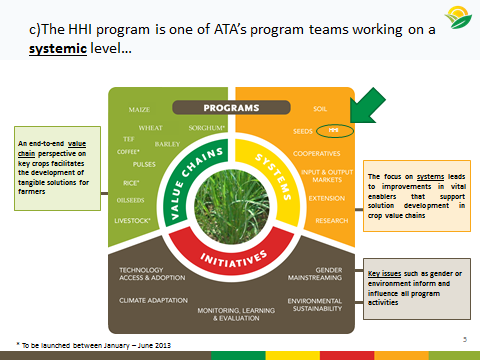 c)The HHI program is one of ATA's program teams working on a
systemic level…
PROGRAMS
MAIZE
WHEAT
SORGHUM*
TEF
BARLEY
COFFEE*
PULSES
RICE*
OILSEEDS
LIVESTOCK*
SOIL
SEEDS
HHI
COOPERATIVES
INPUT & OUTPUT
MARKETS
EXTENSION
RESEARCH
VALUE CHAINS
SYSTEMS
INITIATIVES
TECHNOLOGY
ACCESS & ADOPTION
CLIMATE ADAPTATION
MONITORING, LEARNING
& EVALUATION
GENDER
MAINSTREAMING
ENVIRONMENTAL
SUSTAINABILITY
An end-to-end value
chain perspective on
key crops facilitates
the development of
tangible solutions for
farmers
The focus on systems leads
to improvements in vital
enablers that support
solution development in
crop value chains
Key issues such as gender or
environment inform and
influence all program
activities
* To be launched between January – June 2013
5